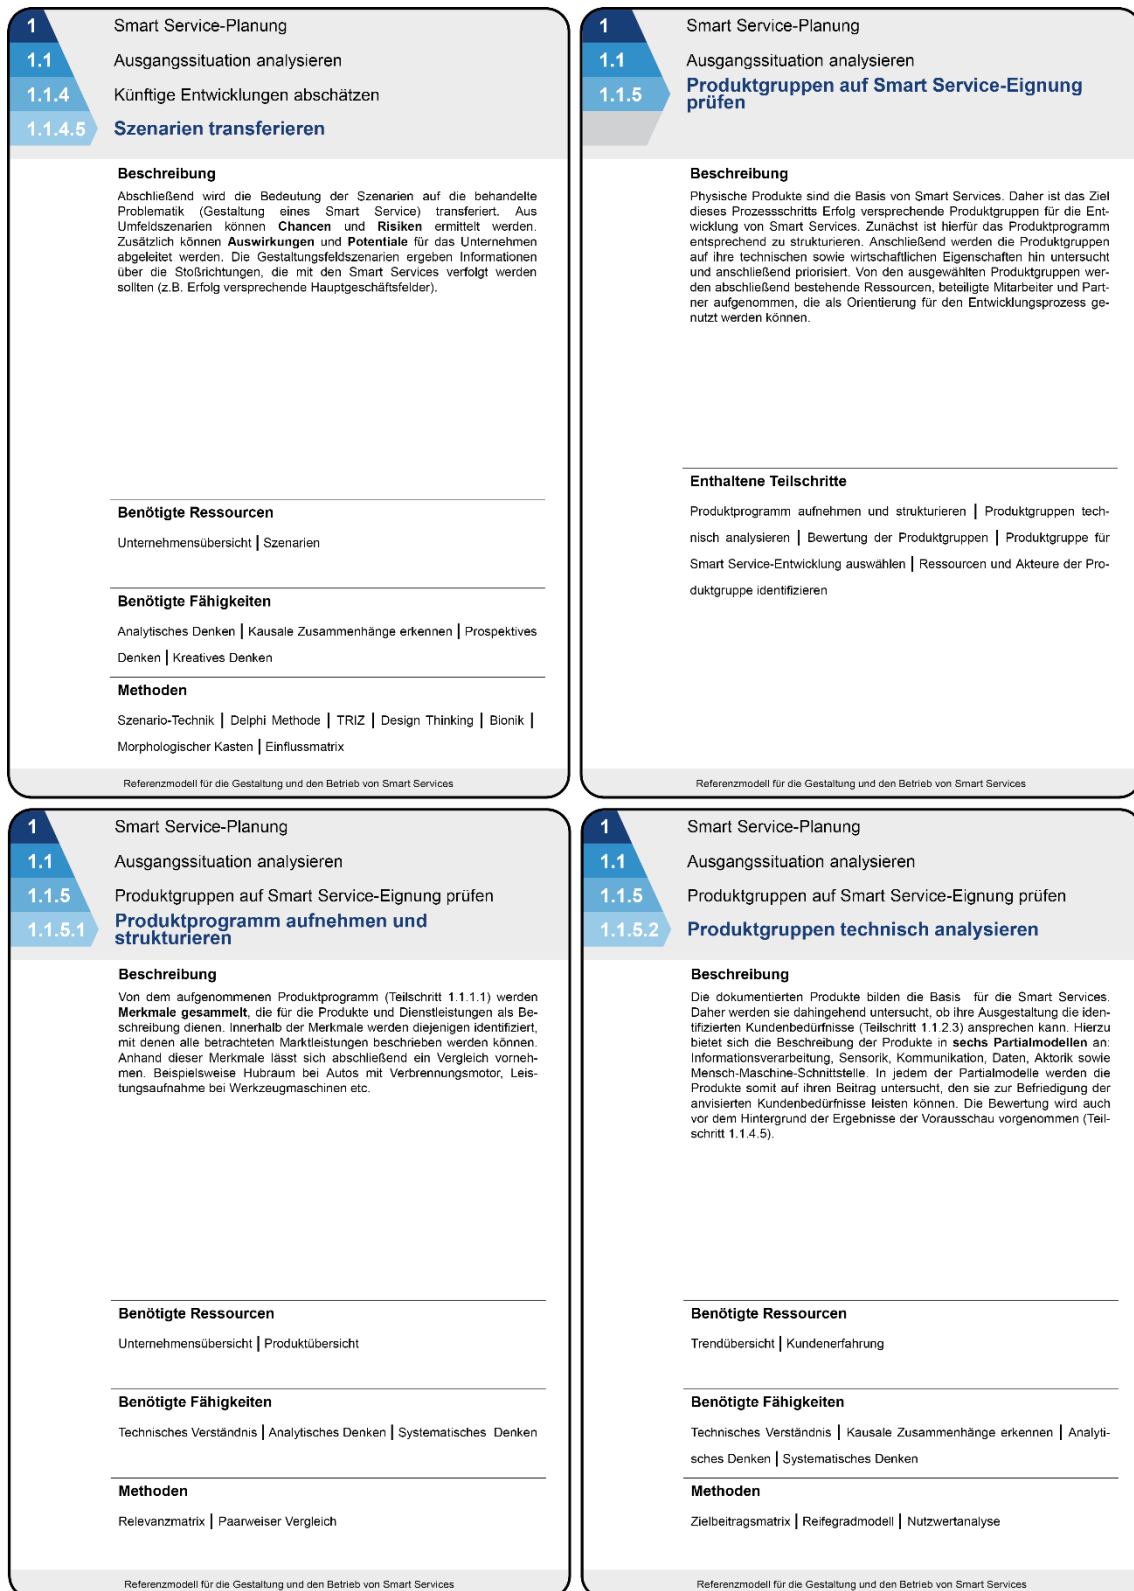 1 Smart Service-Planung
1.1 Ausgangssituation analysieren
1.1.4 Künftige Entwicklungen abschätzen
1.1.4.5 Szenarien transferieren
Beschreibung
Abschließend wird die Bedeutung der Szenarien auf die behandelte
Problematik (Gestaltung eines Smart Service) transferiert. Aus
Umfeldszenarien können Chancen und Risiken ermittelt werden.
Zusätzlich können Auswirkungen und Potentiale für das Unternehmen
abgeleitet werden. Die Gestaltungsfeldszenarien ergeben Informationen
über die Stoßrichtungen, die mit den Smart Services verfolgt werden
sollten (z.B. Erfolg versprechende Hauptgeschäftsfelder).
Benötigte Ressourcen
Unternehmensübersicht | Szenarien
Benötigte Fähigkeiten
Analytisches Denken | Kausale Zusammenhänge erkennen | Prospektives
Denken | Kreatives Denken
Methoden
Szenario-Technik | Delphi Methode | TRIZ | Design Thinking | Bionik |
Morphologischer Kasten | Einflussmatrix
Referenzmodell für die Gestaltung und den Betrieb von Smart Services
1 Smart Service-Planung
1.1 Ausgangssituation analysieren
1.1.5 Produktgruppen auf Smart Service-Eignung
prüfen
Beschreibung
Physische Produkte sind die Basis von Smart Services. Daher ist das Ziel
dieses Prozessschritts Erfolg versprechende Produktgruppen für die Ent-
wicklung von Smart Services. Zunächst ist hierfür das Produktprogramm
entsprechend zu strukturieren. Anschließend werden die Produktgruppen
auf ihre technischen sowie wirtschaftlichen Eigenschaften hin untersucht
und anschließend priorisiert. Von den ausgewählten Produktgruppen wer-
den abschließend bestehende Ressourcen, beteiligte Mitarbeiter und Part-
ner aufgenommen, die als Orientierung für den Entwicklungsprozess ge-
nutzt werden können.
Enthaltene Teilschritte
Produktprogramm aufnehmen und strukturieren | Produktgruppen tech-
nisch analysieren | Bewertung der Produktgruppen | Produktgruppe für
Smart Service-Entwicklung auswählen | Ressourcen und Akteure der Pro-
duktgruppe identifizieren
Referenzmodell für die Gestaltung und den Betrieb von Smart Services
1 Smart Service-Planung
1.1 Ausgangssituation analysieren
1.1.5 Produktgruppen auf Smart Service-Eignung prüfen
1.1.5.1 Produktprogramm aufnehmen und
strukturieren
Beschreibung
Von dem aufgenommenen Produktprogramm (Teilschritt 1.1.1.1) werden
Merkmale gesammelt, die für die Produkte und Dienstleistungen als Be-
schreibung dienen. Innerhalb der Merkmale werden diejenigen identifiziert,
mit denen alle betrachteten Marktleistungen beschrieben werden können.
Anhand dieser Merkmale lässt sich abschließend ein Vergleich vorneh-
men. Beispielsweise Hubraum bei Autos mit Verbrennungsmotor, Leis-
tungsaufnahme bei Werkzeugmaschinen etc.
Benötigte Ressourcen
Unternehmensübersicht | Produktübersicht
Benötigte Fähigkeiten
Technisches Verständnis | Analytisches Denken | Systematisches Denken
Methoden
Relevanzmatrix | Paarweiser Vergleich
Referenzmodell für die Gestaltung und den Betrieb von Smart Services
1 Smart Service-Planung
1.1 Ausgangssituation analysieren
1.1.5 Produktgruppen auf Smart Service-Eignung prüfen
1.1.5.2 Produktgruppen technisch analysieren
Beschreibung
Die dokumentierten Produkte bilden die Basis für die Smart Services.
Daher werden sie dahingehend untersucht, ob ihre Ausgestaltung die iden-
tifizierten Kundenbedürfnisse (Teilschritt 1.1.2.3) ansprechen kann. Hierzu
bietet sich die Beschreibung der Produkte in sechs Partialmodellen an:
Informationsverarbeitung, Sensorik, Kommunikation, Daten, Aktorik sowie
Mensch-Maschine-Schnittstelle. In jedem der Partialmodelle werden die
Produkte somit auf ihren Beitrag untersucht, den sie zur Befriedigung der
anvisierten Kundenbedürfnisse leisten können. Die Bewertung wird auch
vor dem Hintergrund der Ergebnisse der Vorausschau vorgenommen (Teil-
schritt 1.1.4.5).
Benötigte Ressourcen
Trendübersicht | Kundenerfahrung
Benötigte Fähigkeiten
Technisches Verständnis | Kausale Zusammenhänge erkennen | Analyti-
sches Denken | Systematisches Denken
Methoden
Zielbeitragsmatrix | Reifegradmodell | Nutzwertanalyse
Referenzmodell für die Gestaltung und den Betrieb von Smart Services